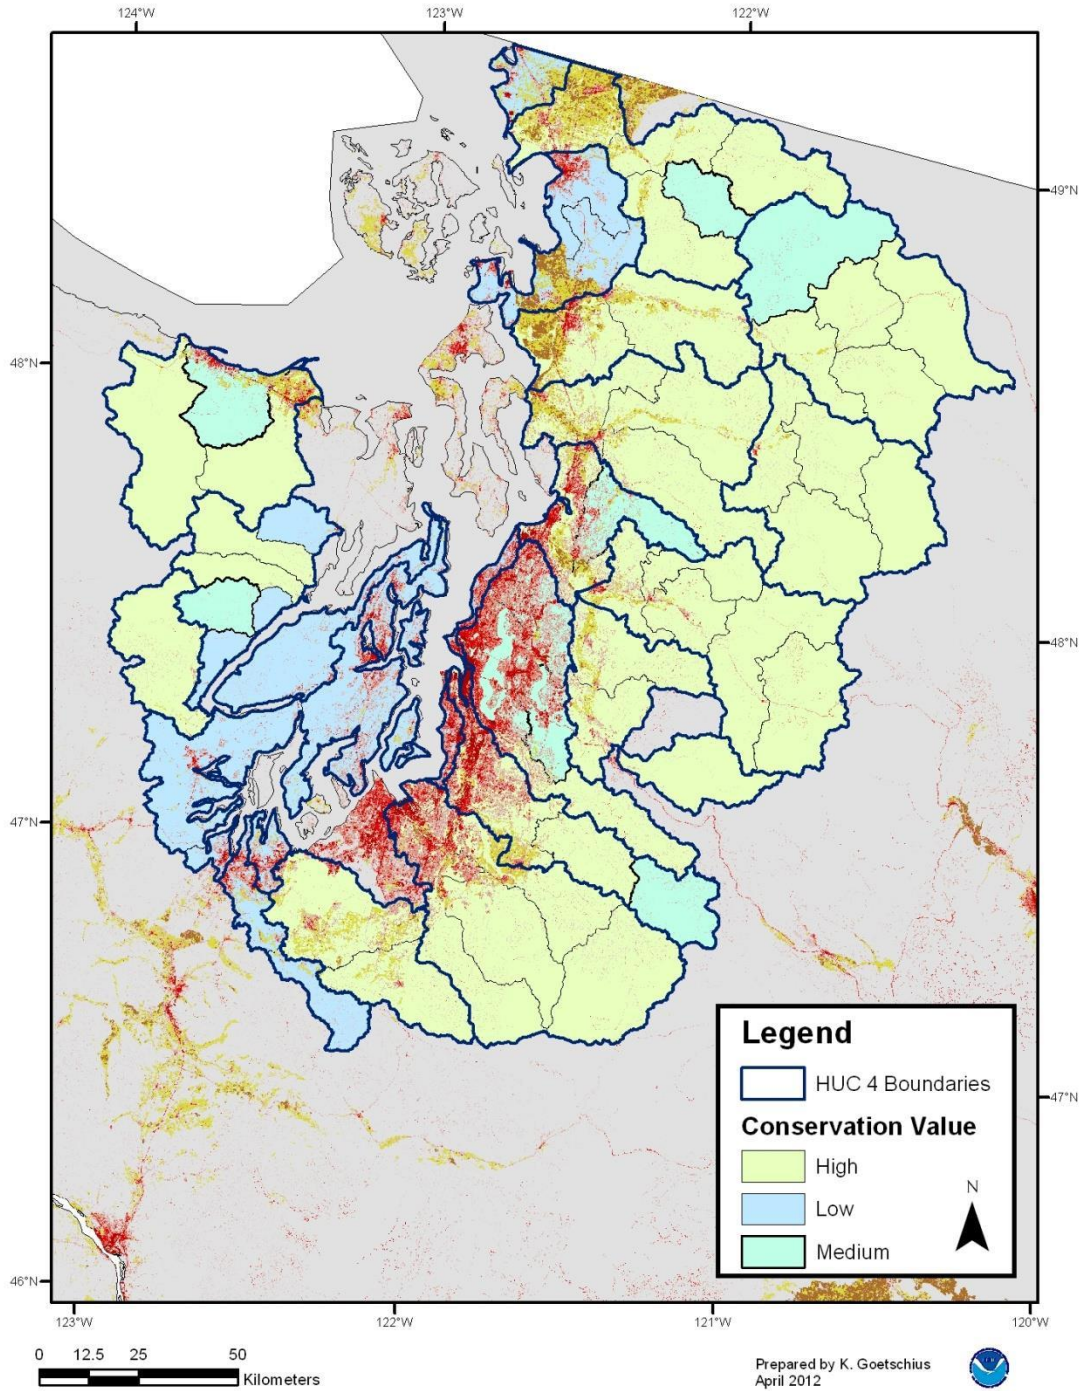 124°W 123°W 122°W
49°N
48°N
48°N
47°N
47°N
46°N
123°W 122°W 121°W 120°W
Legend
HUC 4 Boundaries
Conservation Value
High
Low
Medium
N
0 12.5 25 50
Kilometers
Prepared by K. Goetschius
April 2012